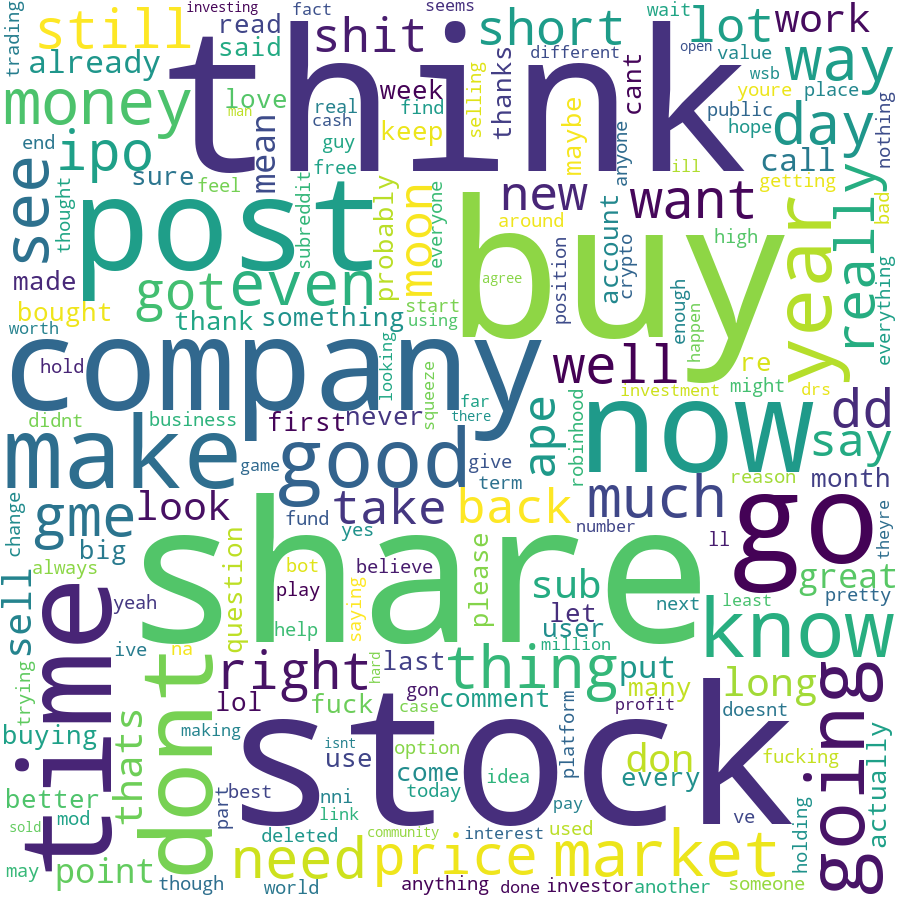 investing
fact
seems
wait
trading
still
read
shit
short
lot
work
said
different
open
value
way
already
think
wsb
money
love
week
thanks
selling
cant
youre
place
real
find
keep
public
day
man
cash
guy
maybe
anyone
hope
nothing
end
ipo
mean
free
call
see
sure
feel
ill
getting
thought
post
subreddit
probably
moon
everyone
new
want
really
bad
around
account
crypto
high
year
made
got
even
agree
position
buy
everything
bought
thank
something
start
using
enough
happen
worth
company
looking
hold
squeeze
well
re
might
drs
investment
far
there
robinhood
didnt
business
first
never
ape
now
dd
say
make
good
game
give
term
reason
month
change
gme
look
take
back
much
fund
number
theyre
big
yes
ll
always
question
bot
believe
please
share
go
great
sell
yeah
play
saying
sub
next
least
pretty
time
help
let
user
know
ive
na
million
trying
dont
right
last
thing
put
hard
gon
many
long
going
lol
fuck
case
comment
profit
doesnt
buying
thats
making
isnt
use
option
come
platform
don
fucking
actually
stock
idea
every
better
part
best
nni
today
pay
holding
sold
mod
link
ve
deleted
community
interest
used
may
point
need
price
market
though
world
anything
done
investor
another
someone